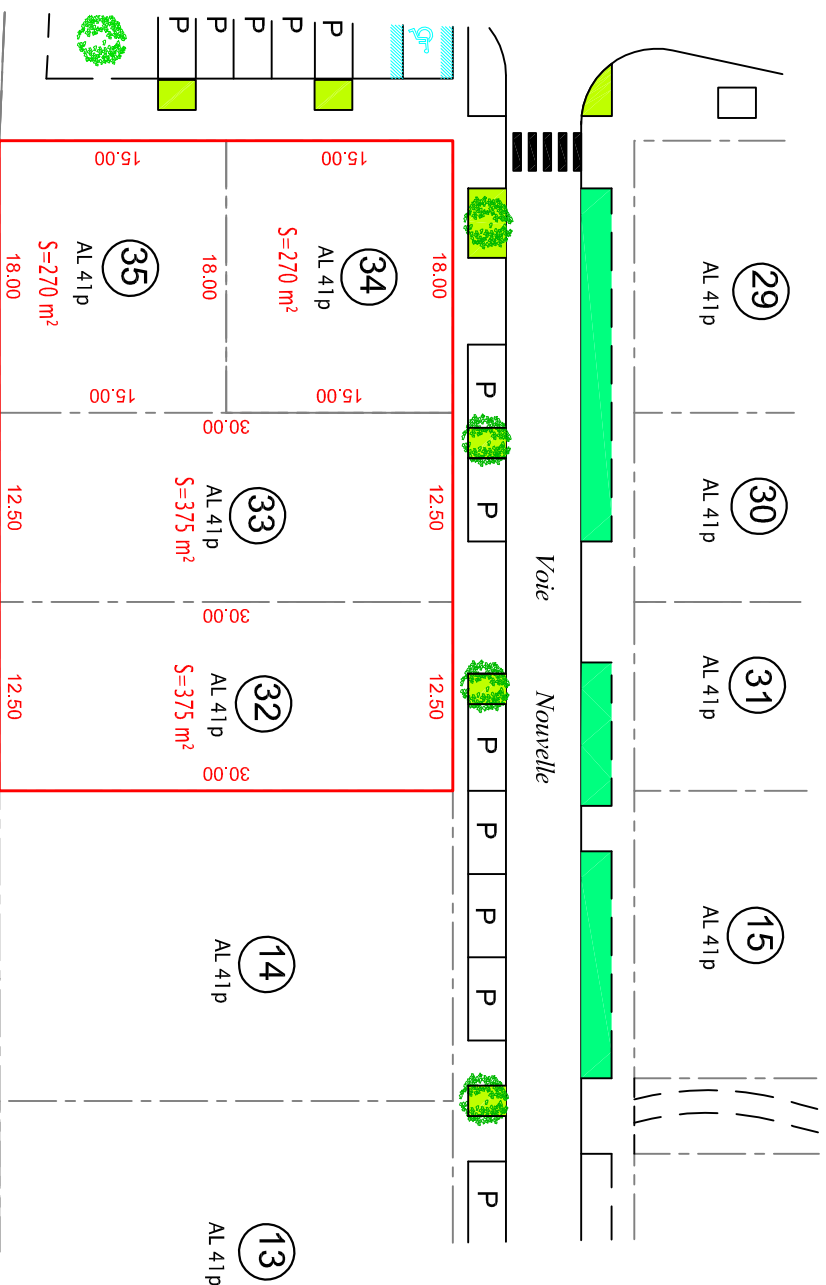 P
P
P
P
P
15.00
15.00
35
AL 41p
S=270 m²
18.00
18.00
15.00
34
AL 41p
S=270 m²
18.00
15.00
30.00
33
AL 41p
S=375 m²
12.50
12.50
30.00
32
AL 41p
S=375 m²
12.50
12.50
30.00
14
AL 41p
13
AL 41p
P
P
P
P
P
P
P
Voie Nouvelle
29
AL 41p
30
AL 41p
31
AL 41p
15
AL 41p